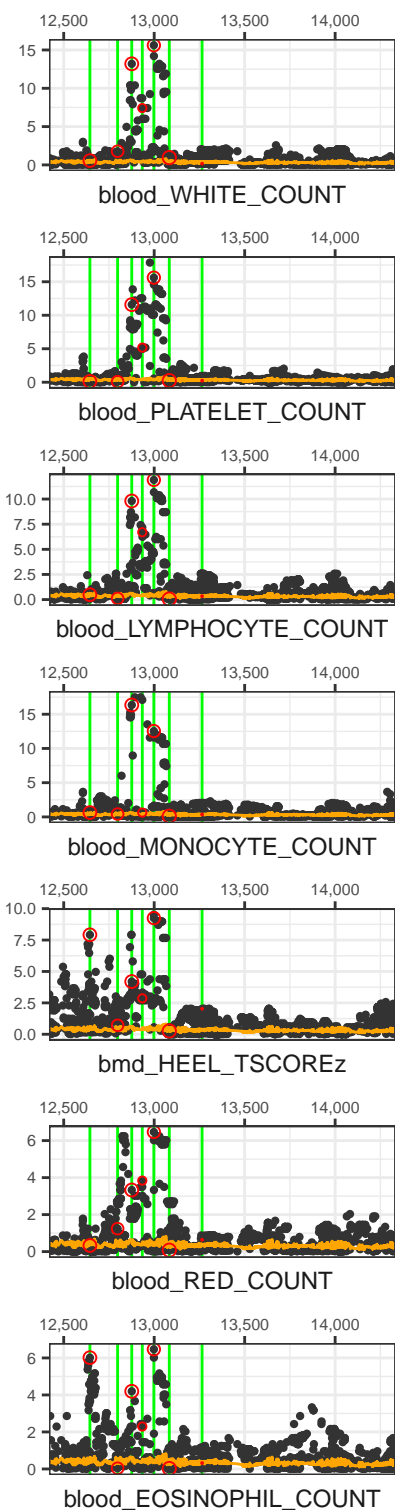 12,500 13,000 13,500 14,000
15
10
5
0
blood_WHITE_COUNT
12,500 13,000 13,500 14,000
15
10
5
0
blood_PLATELET_COUNT
12,500 13,000 13,500 14,000
10.0
7.5
5.0
2.5
0.0
blood_LYMPHOCYTE_COUNT
12,500 13,000 13,500 14,000
15
10
5
0
blood_MONOCYTE_COUNT
12,500 13,000 13,500 14,000
10.0
7.5
5.0
2.5
0.0
bmd_HEEL_TSCOREz
12,500 13,000 13,500 14,000
6
4
2
0
blood_RED_COUNT
12,500 13,000 13,500 14,000
6
4
2
0
blood_EOSINOPHIL_COUNT